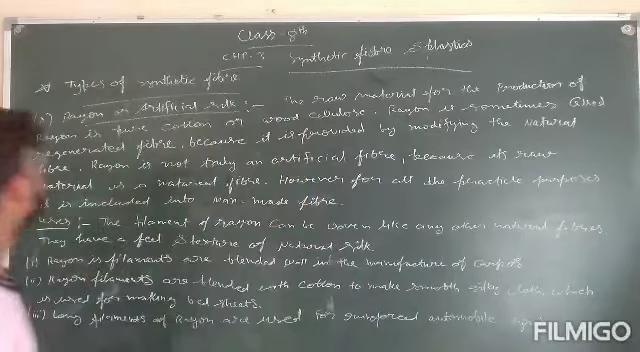 Class-8th
CHP. 3 Synthetic fibre & Plastics
Types of synthetic fibre
Rayon or Artificial silk :- The raw material for the Production of
Rayon is pure cotton or wood cellulose. Rayon is sometimes Called
regenerated fibre, because it is provided by modifying the Natural
fibre. Rayon is not truly an artificial fibre, because its raw
material is a natural fibre. However for all the practic purposes
it is included into Non-made fibre.
Uses :- The filament of rayon can be woven like any other natural fibres.
They have a feel & texture of Natural silk.
(i) Rayon is filaments are blended wall in the manufacture of Carpets
(ii) Rayon filaments are blended with Cotton to make smooth silky cloth, which
is used for making bed sheets.
(iii) Long filaments of Rayon are used for automobile
FILMIGO